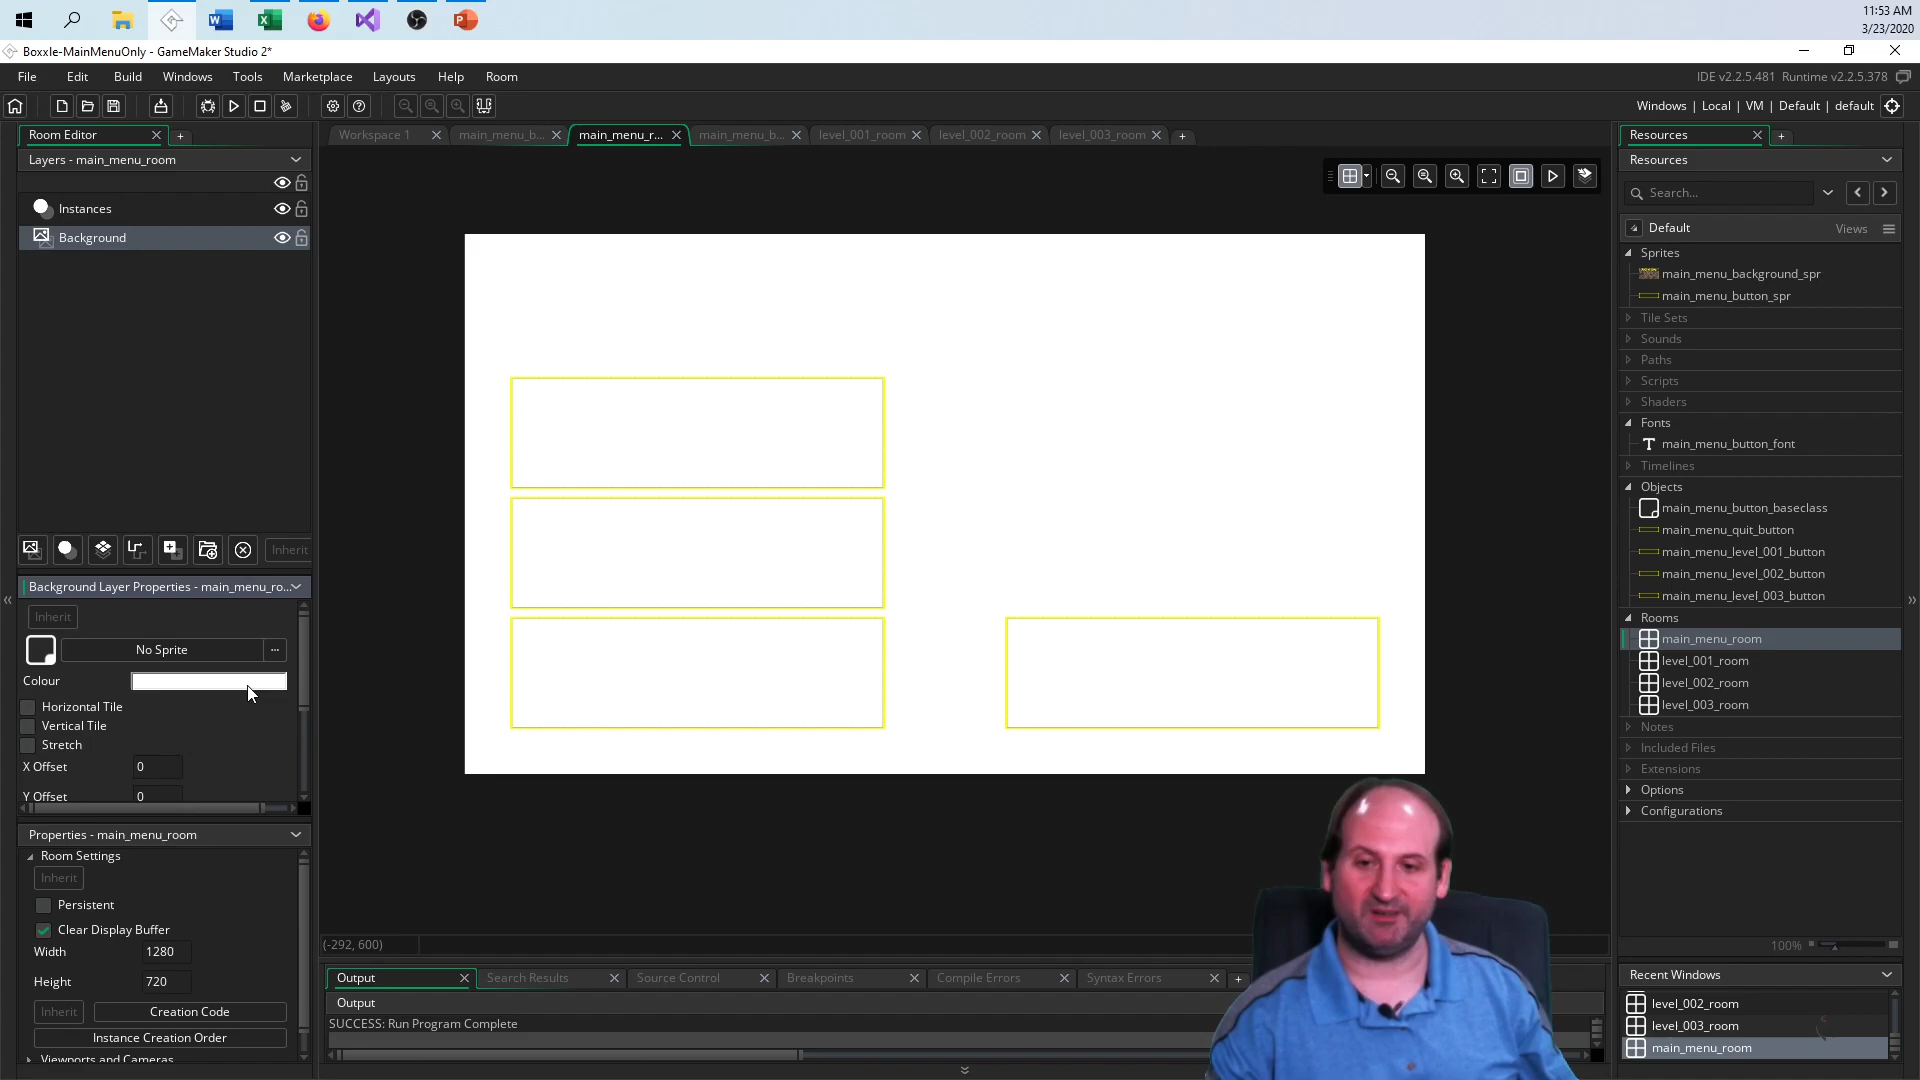 11:53 AM
3/23/2020
Boxxle-MainMenuOnly - GameMaker Studio 2*
File Edit Build Windows Tools Marketplace Layouts Help Room
IDE v2.2.5.481 Runtime v2.2.5.378
Windows | Local | VM | Default | default
Room Editor
Workspace 1
main_menu_b...
main_menu_r...
main_menu_b...
level_001_room
level_002_room
level_003_room
Resources
Layers - main_menu_room
Resources
Search...
Instances
Background
Default
Views
Sprites
main_menu_background_spr
main_menu_button_spr
Tile Sets
Sounds
Paths
Scripts
Shaders
Fonts
main_menu_button_font
Timelines
Objects
main_menu_button_baseclass
main_menu_quit_button
main_menu_level_001_button
main_menu_level_002_button
main_menu_level_003_button
Rooms
main_menu_room
level_001_room
level_002_room
level_003_room
Notes
Included Files
Extensions
Options
Configurations
Inherit
Background Layer Properties - main_menu_ro...
Inherit
No Sprite
...
Colour
Horizontal Tile
Vertical Tile
Stretch
X Offset 0
Y Offset 0
Properties - main_menu_room
Room Settings
Inherit
Persistent
Clear Display Buffer
Width 1280
Height 720
Inherit
Creation Code
Instance Creation Order
Viewports and Cameras
(-292, 600)
100%
Output
Search Results
Source Control
Breakpoints
Compile Errors
Syntax Errors
Output
SUCCESS: Run Program Complete
Recent Windows
level_002_room
level_003_room
main_menu_room